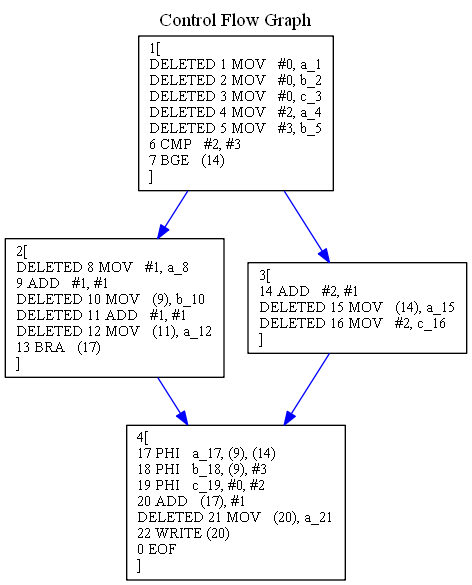 Control Flow Graph
1[
DELETED 1 MOV #0, a_1
DELETED 2 MOV #0, b_2
DELETED 3 MOV #0, c_3
DELETED 4 MOV #2, a_4
DELETED 5 MOV #3, b_5
6 CMP #2, #3
7 BGE (14)
]
2[
DELETED 8 MOV #1, a_8
9 ADD #1, #1
DELETED 10 MOV (9), b_10
DELETED 11 ADD #1, #1
DELETED 12 MOV (11), a_12
13 BRA (17)
]
3[
14 ADD #2, #1
DELETED 15 MOV (14), a_15
DELETED 16 MOV #2, c_16
]
4[
17 PHI a_17, (9), (14)
18 PHI b_18, (9), #3
19 PHI c_19, #0, #2
20 ADD (17), #1
DELETED 21 MOV (20), a_21
22 WRITE (20)
0 EOF
]